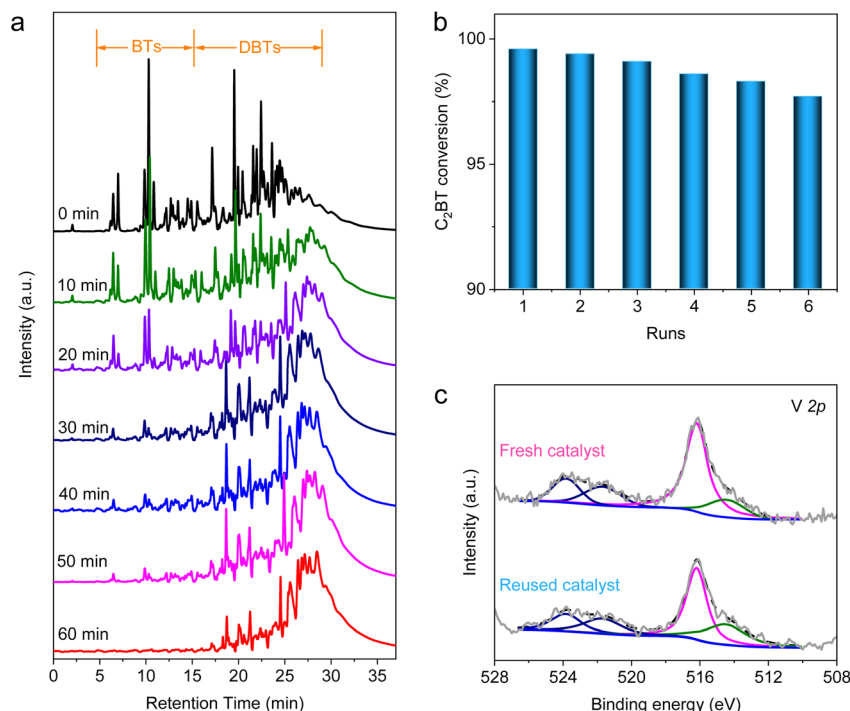 a
BTs
DBTs
0 min
10 min
20 min
30 min
40 min
50 min
60 min
Intensity (a.u.)
0 5 10 15 20 25 30 35
Retention Time (min)
b
100
95
90
C₂BT conversion (%)
1 2 3 4 5 6
Runs
c
V 2p
Fresh catalyst
Reused catalyst
Intensity (a.u.)
528 524 520 516 512 508
Binding energy (eV)